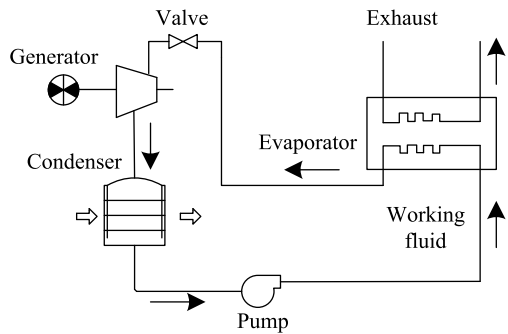 Valve
Exhaust
Generator
Evaporator
Condenser
Working
fluid
Pump